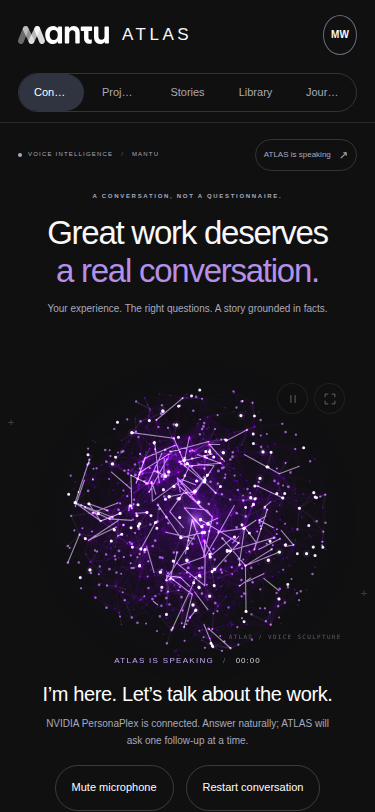 Mantu ATLAS MW
Con… Proj… Stories Library Jour…
VOICE INTELLIGENCE / MANTU ATLAS is speaking ↗
A CONVERSATION, NOT A QUESTIONNAIRE.
Great work deserves
a real conversation.
Your experience. The right questions. A story grounded in facts.
ATLAS / VOICE SCULPTURE
ATLAS IS SPEAKING / 00:00
I’m here. Let’s talk about the work.
NVIDIA PersonaPlex is connected. Answer naturally; ATLAS will
ask one follow-up at a time.
Mute microphone Restart conversation